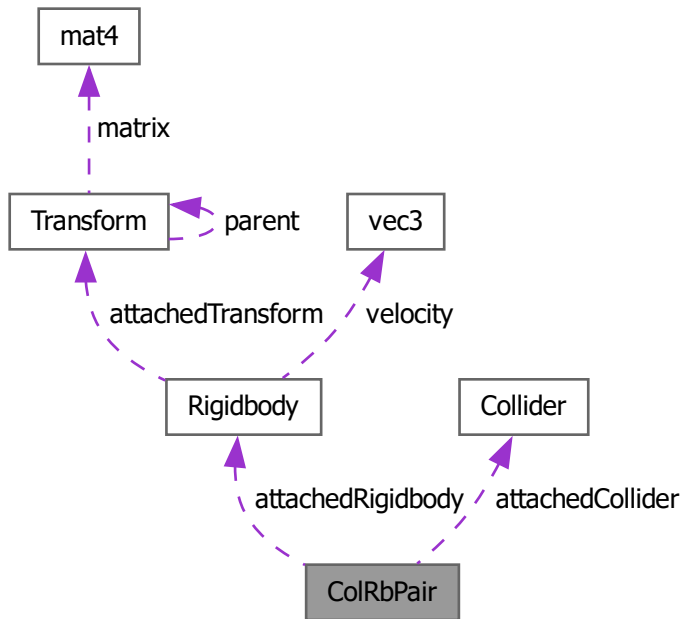 mat4
matrix
Transform
parent
vec3
attachedTransform
velocity
Rigidbody
Collider
attachedRigidbody
attachedCollider
ColRbPair